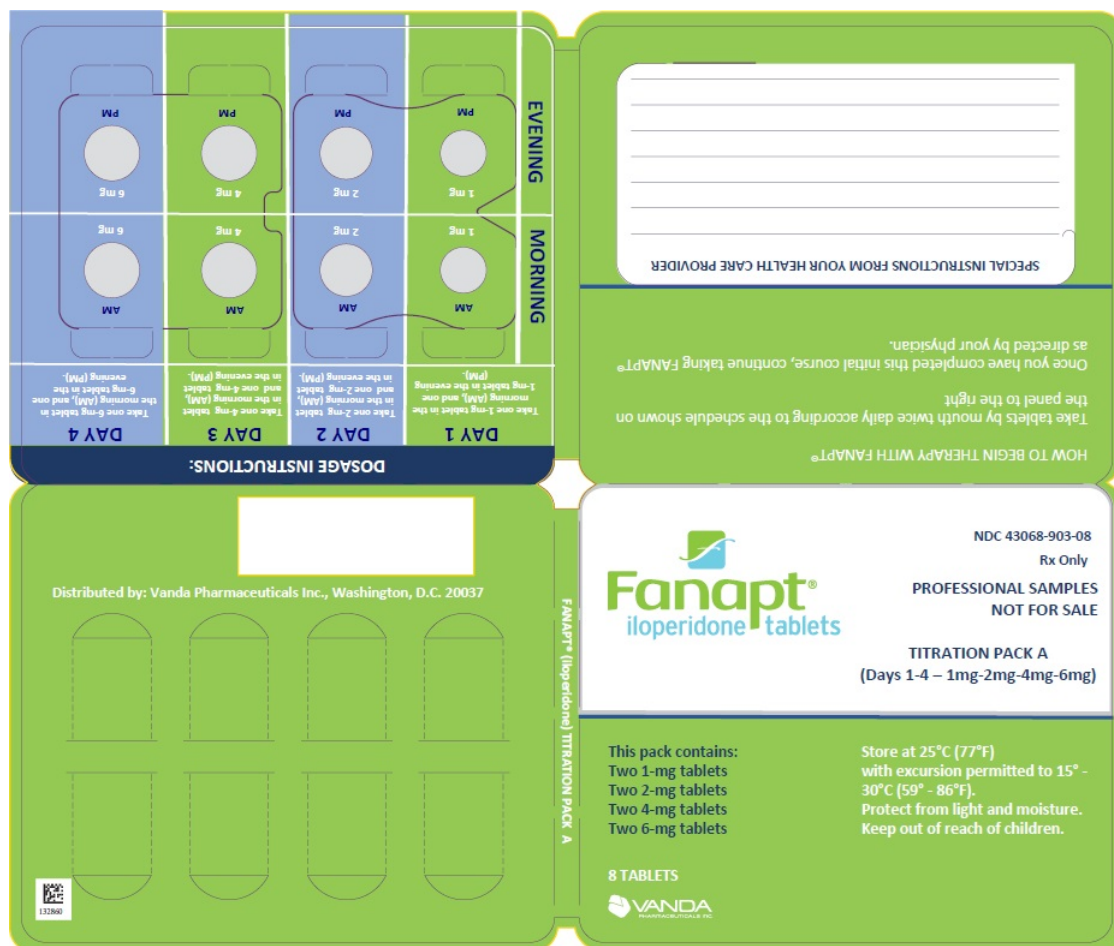 DOSAGE INSTRUCTIONS:
DAY 1
Take one 1-mg tablet in the
morning (AM), and one
1-mg tablet in the evening
(PM).
DAY 2
Take one 2-mg tablet
in the morning (AM),
and one 2-mg tablet
in the evening (PM).
DAY 3
Take one 4-mg tablet
in the morning (AM),
and one 4-mg tablet
in the evening (PM).
DAY 4
Take one 6-mg tablet in
the morning (AM), and one
6-mg tablet in the
evening (PM).
MORNING
AM
AM
AM
AM
1 mg
2 mg
4 mg
6 mg
EVENING
1 mg
2 mg
4 mg
6 mg
PM
PM
PM
PM
HOW TO BEGIN THERAPY WITH FANAPT®
Take tablets by mouth twice daily according to the schedule shown on
the panel to the right
Once you have completed this initial course, continue taking FANAPT®
as directed by your physician.
SPECIAL INSTRUCTIONS FROM YOUR HEALTH CARE PROVIDER
Distributed by: Vanda Pharmaceuticals Inc., Washington, D.C. 20037
132860
FANAPT® (iloperidone) TITRATION PACK A
Fanapt®
iloperidone tablets
NDC 43068-903-08
Rx Only
PROFESSIONAL SAMPLES
NOT FOR SALE
TITRATION PACK A
(Days 1-4 – 1mg-2mg-4mg-6mg)
This pack contains:
Two 1-mg tablets
Two 2-mg tablets
Two 4-mg tablets
Two 6-mg tablets
8 TABLETS
VANDA
PHARMACEUTICALS INC
Store at 25°C (77°F)
with excursion permitted to 15° -
30°C (59° - 86°F).
Protect from light and moisture.
Keep out of reach of children.